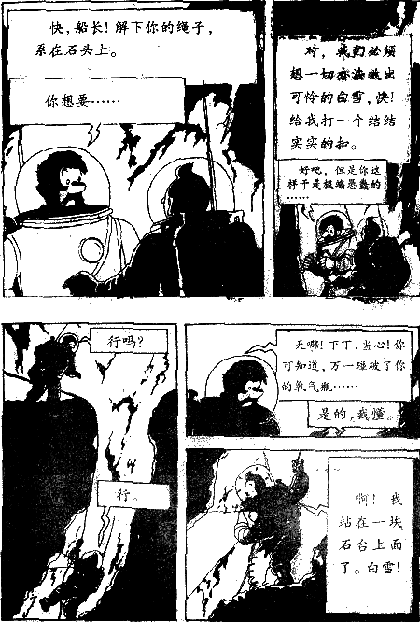 快，船长！解下你的绳子，
系在石头上。
你想要……
对，我们必须
想一切办法救出
可怜的白雪，快！
给我打一个结结
实实的扣。
好吧，但是你这
样子是极端愚蠢的
……
行吗？
天哪！丁丁，当心！你
可知道，万一碰破了你
的氧气瓶……
是的，我懂。
行。
啊！我
站在一块
石台上面
了。白雪！